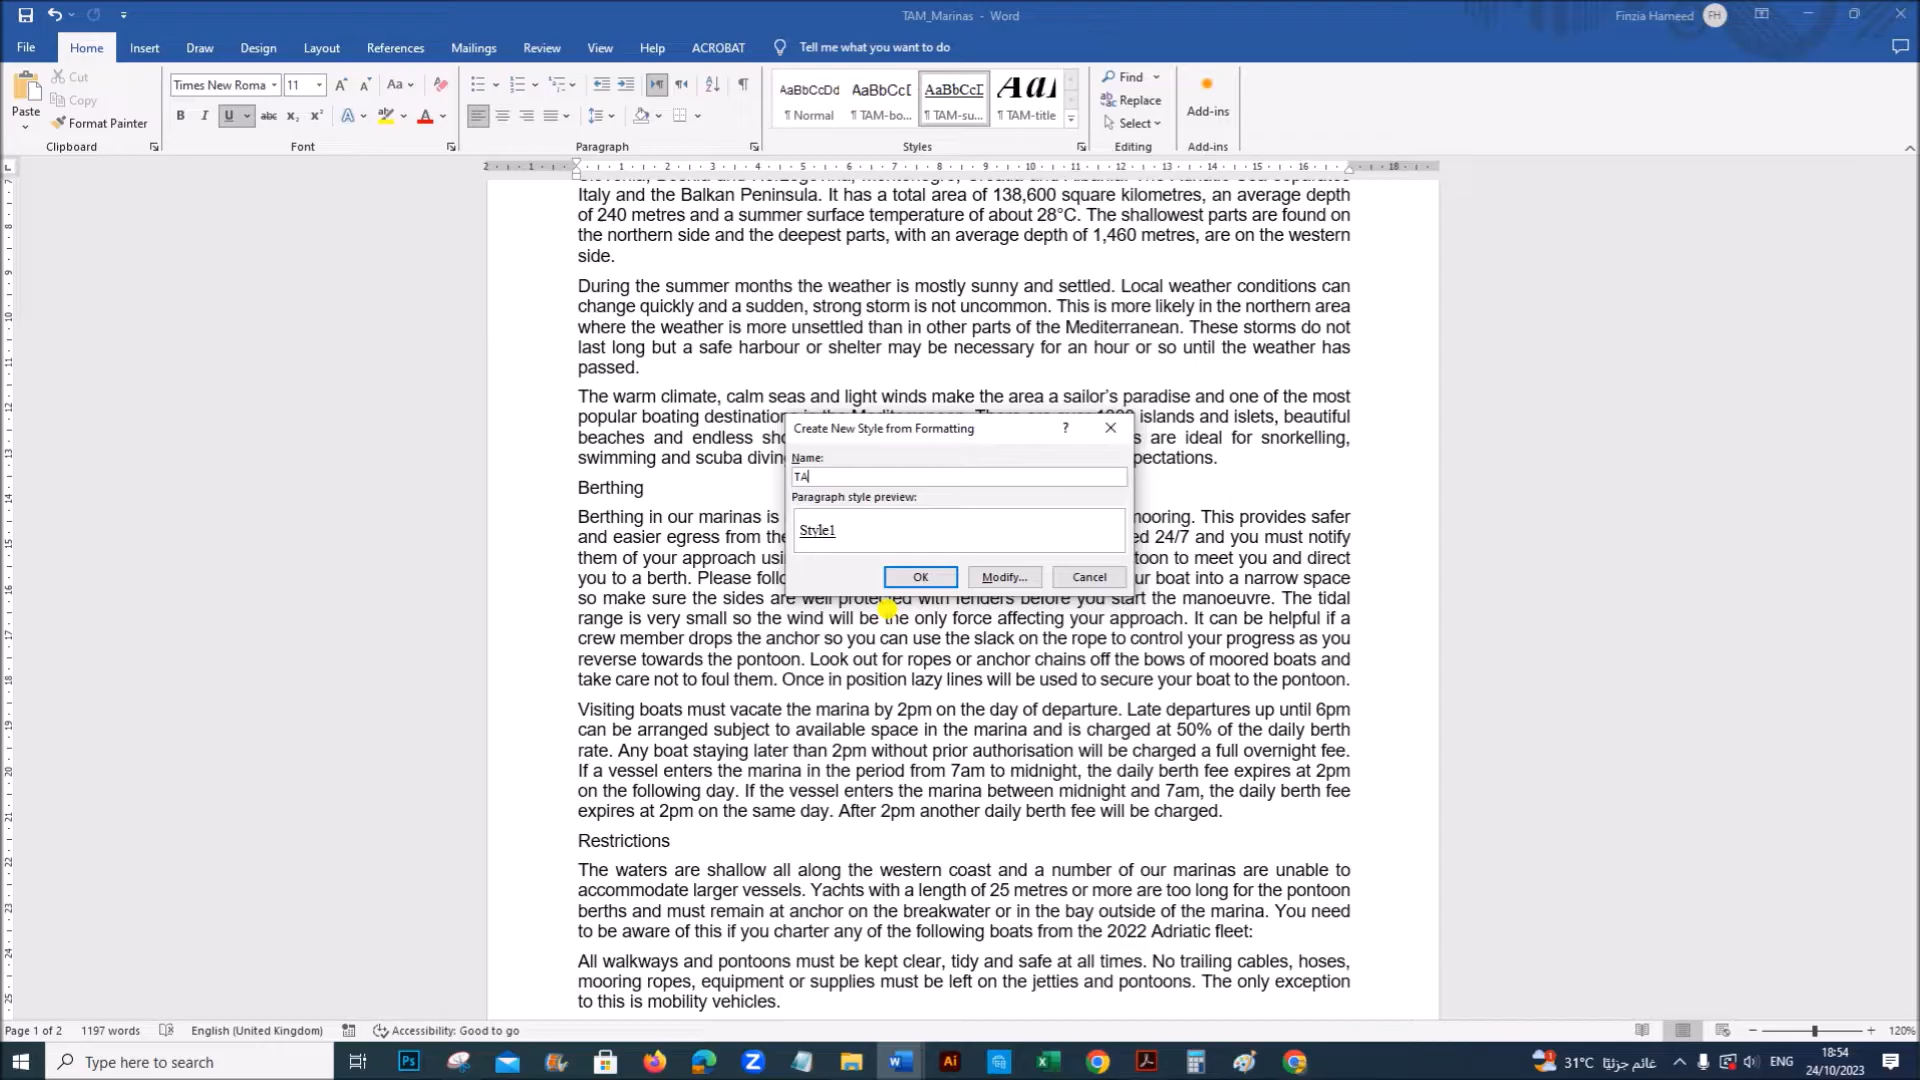 TAM_Marinas - Word
Finzia Hameed
FH
File
Home
Insert
Draw
Design
Layout
References
Mailings
Review
View
Help
ACROBAT
Tell me what you want to do
Paste
Cut
Copy
Format Painter
Clipboard
Times New Roma
11
Font
Paragraph
AaBbCcDd
¶ Normal
AaBbCcI
¶ TAM-bo...
AaBbCcI
¶ TAM-su...
¶ TAM-title
Styles
Find
Replace
Select
Editing
Add-ins
Add-ins
Italy and the Balkan Peninsula. It has a total area of 138,600 square kilometres, an average depth
of 240 metres and a summer surface temperature of about 28°C. The shallowest parts are found on
the northern side and the deepest parts, with an average depth of 1,460 metres, are on the western
side.
During the summer months the weather is mostly sunny and settled. Local weather conditions can
change quickly and a sudden, strong storm is not uncommon. This is more likely in the northern area
where the weather is more unsettled than in other parts of the Mediterranean. These storms do not
last long but a safe harbour or shelter may be necessary for an hour or so until the weather has
passed.
The warm climate, calm seas and light winds make the area a sailor's paradise and one of the most
popular boating destinations islands and islets, beautiful
beaches and endless are ideal for snorkelling,
swimming and scuba
Berthing
Berthing in our marinas is mooring. This provides safer
and easier egress from 24/7 and you must notify
them of your approach to meet you and direct
you to a berth. Please boat into a narrow space
so make sure the sides are well protected with fenders before you start the manoeuvre. The tidal
range is very small so the wind will be the only force affecting your approach. It can be helpful if a
crew member drops the anchor so you can use the slack on the rope to control your progress as you
reverse towards the pontoon. Look out for ropes or anchor chains off the bows of moored boats and
take care not to foul them. Once in position lazy lines will be used to secure your boat to the pontoon.
Visiting boats must vacate the marina by 2pm on the day of departure. Late departures up until 6pm
can be arranged subject to available space in the marina and is charged at 50% of the daily berth
rate. Any boat staying later than 2pm without prior authorisation will be charged a full overnight fee.
If a vessel enters the marina in the period from 7am to midnight, the daily berth fee expires at 2pm
on the following day. If the vessel enters the marina between midnight and 7am, the daily berth fee
expires at 2pm on the same day. After 2pm another daily berth fee will be charged.
Restrictions
The waters are shallow all along the western coast and a number of our marinas are unable to
accommodate larger vessels. Yachts with a length of 25 metres or more are too long for the pontoon
berths and must remain at anchor on the breakwater or in the bay outside of the marina. You need
to be aware of this if you charter any of the following boats from the 2022 Adriatic fleet:
All walkways and pontoons must be kept clear, tidy and safe at all times. No trailing cables, hoses,
mooring ropes, equipment or supplies must be left on the jetties and pontoons. The only exception
to this is mobility vehicles.
Create New Style from Formatting
?
Name:
TA
Paragraph style preview:
Style1
OK
Modify...
Cancel
Page 1 of 2
1197 words
English (United Kingdom)
Accessibility: Good to go
120%
Type here to search
31°C غائم جزئيًا
ENG
18:54
24/10/2023